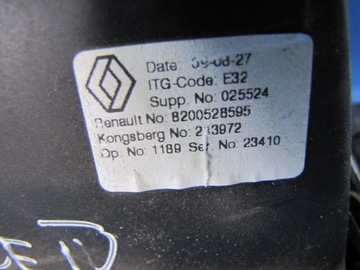 Date: 09-08-27
ITG-Code: E32
Supp. No: 025524
Renault No: 8200528595
Kongsberg No: 213972
Op. No: 1189 Ser. No: 23410